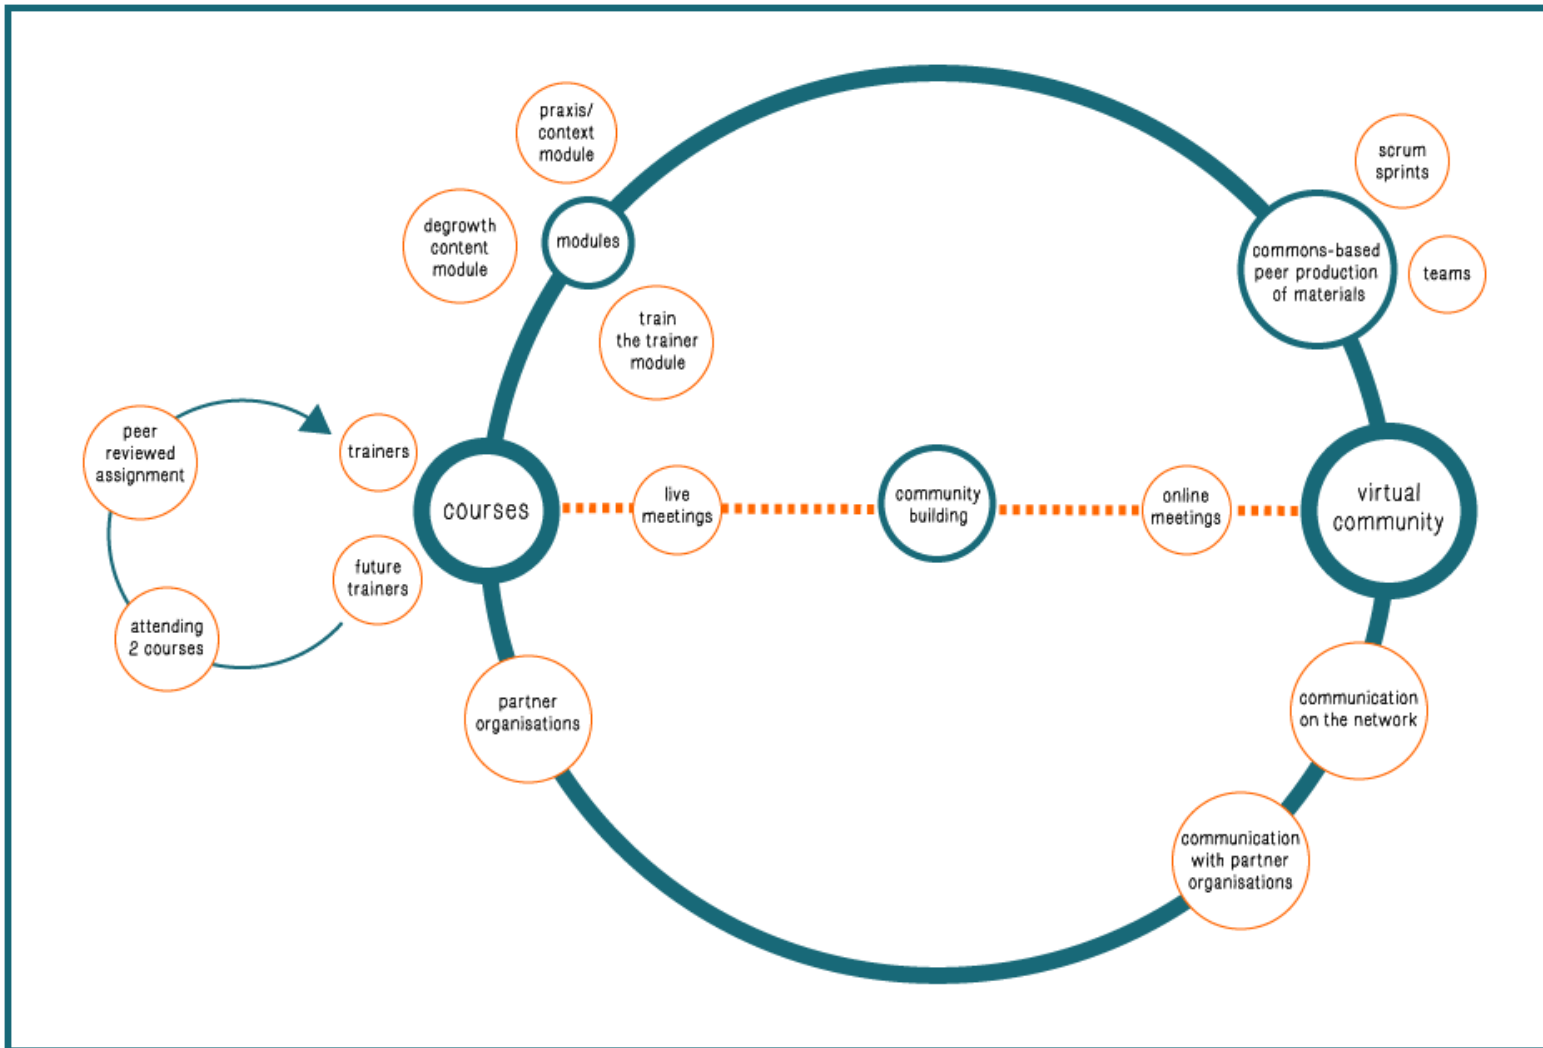 praxis/
context
module
scrum
sprints
degrowth
content
module
modules
commons-based
peer production
of materials
teams
train
the trainer
module
peer
reviewed
assignment
trainers
courses
live
meetings
community
building
online
meetings
virtual
community
future
trainers
attending
2 courses
partner
organisations
communication
on the network
communication
with partner
organisations